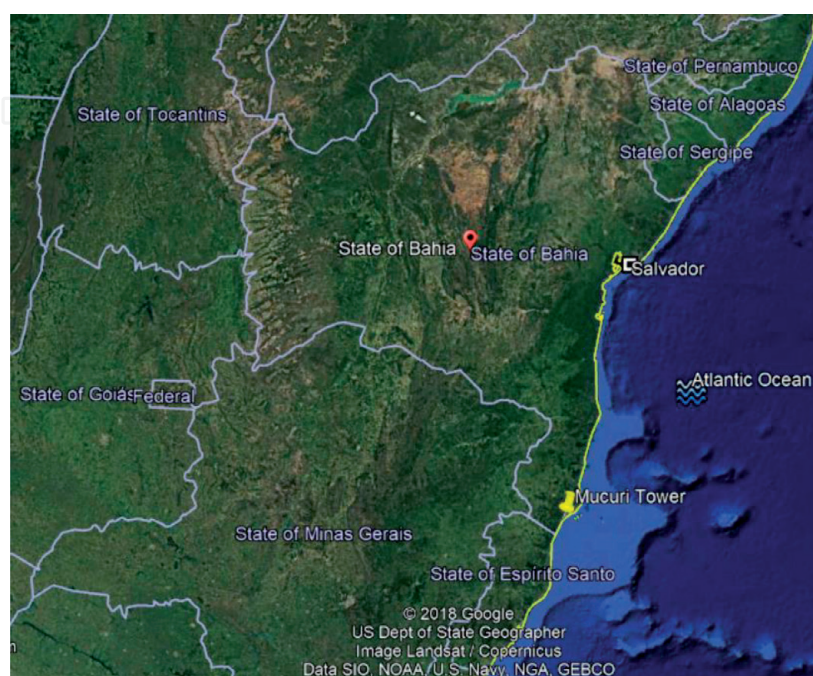 State of Pernambuco
State of Tocantins
State of Alagoas
State of Sergipe
State of Bahia
State of Bahia
Salvador
Atlantic Ocean
State of Goiás
Federal
Mucuri Tower
State of Minas Gerais
State of Espírito Santo
© 2018 Google
US Dept of State Geographer
Image Landsat / Copernicus
Data SIO, NOAA, U.S. Navy, NGA, GEBCO